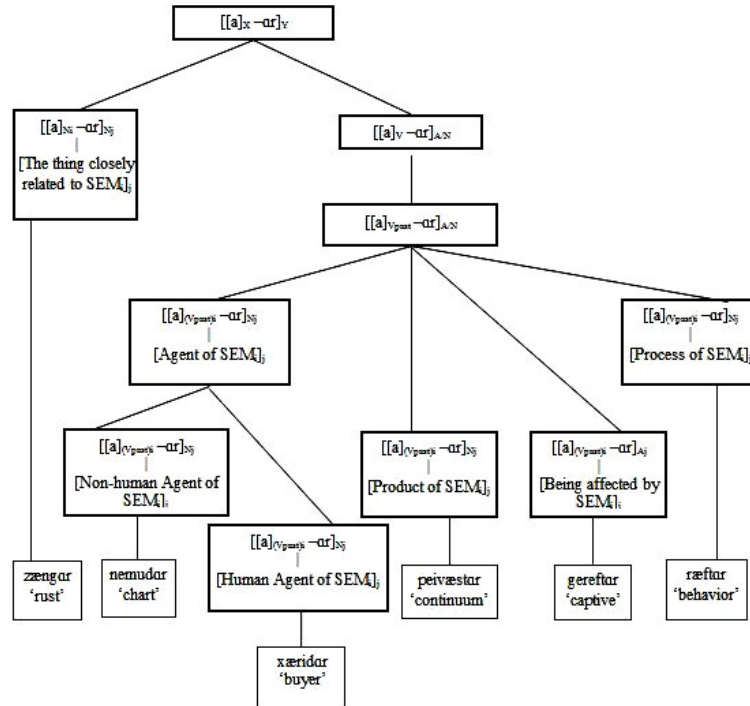 [[a]X –ɑr]Y
[[a]Ni –ɑr]Nj
|
[The thing closely
related to SEMi]j
[[a]V –ɑr]A/N
[[a]Vpast –ɑr]A/N
[[a](Vpast)i –ɑr]Nj
|
[Agent of SEMi]j
[[a](Vpast)i –ɑr]Nj
|
[Process of SEMi]j
[[a](Vpast)i –ɑr]Nj
|
[Non-human Agent of
SEMi]j
[[a](Vpast)i –ɑr]Nj
|
[Product of SEMi]j
[[a](Vpast)i –ɑr]Aj
|
[Being affected by
SEMi]j
[[a](Vpast)i –ɑr]Nj
|
[Human Agent of SEMi]j
zængɑr
‘rust’
nemudɑr
‘chart’
xæridɑr
‘buyer’
peivæstɑr
‘continuum’
gereftɑr
‘captive’
ræftɑr
‘behavior’